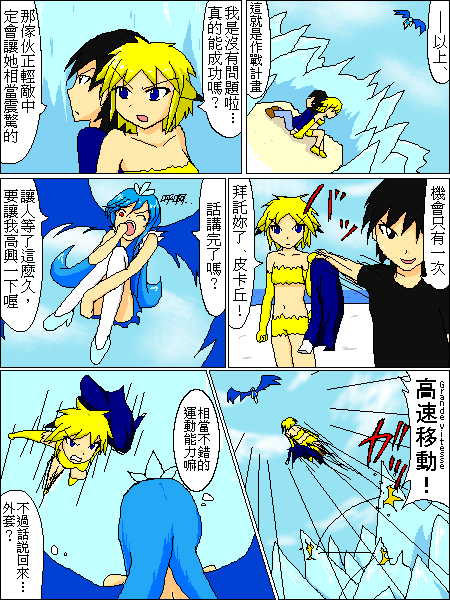 ──以上、
這就是作戰計畫
我是沒有問題啦…
真的能成功嗎？
那傢伙正輕敵中
定會讓她相當震驚的
機會只有一次
バッ
拜託妳了、皮卡丘！
呼啊…
話講完了嗎？
讓人等了這麼久，
要讓我高興一下喔
Grande vitesse
高速移動！
ガッ
相當不錯的
運動能力嘛
不過話説回來…
外套？